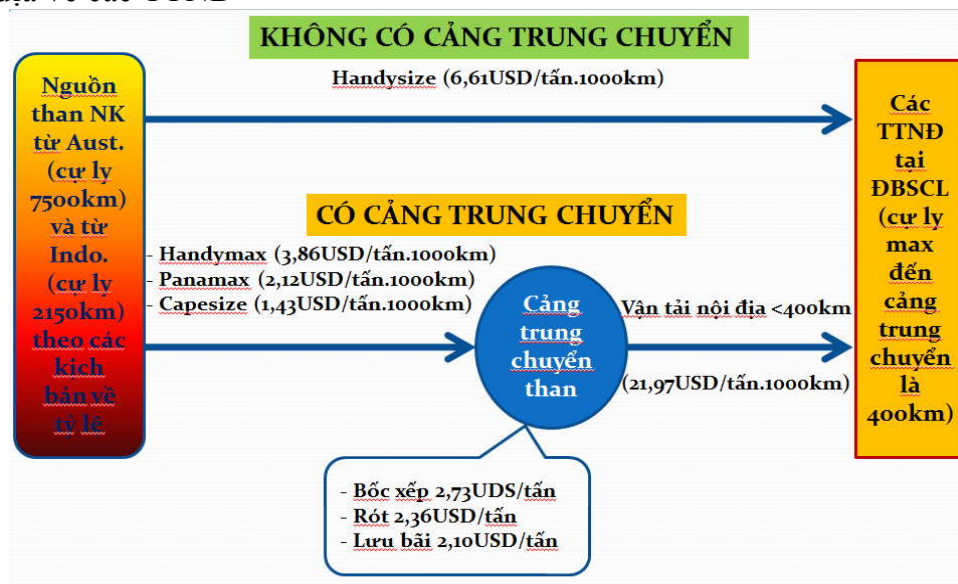 địa về các TTNĐ
KHÔNG CÓ CẢNG TRUNG CHUYỂN
Handysize (6,61USD/tấn.1000km)
Nguồn
than NK
từ Aust.
(cự ly
7500km)
và từ
Indo.
(cự ly
2150km)
theo các
kịch
bản về
tỷ lệ
CÓ CẢNG TRUNG CHUYỂN
- Handymax (3,86USD/tấn.1000km)
- Panamax (2,12USD/tấn.1000km)
- Capesize (1,43USD/tấn.1000km)
Cảng
trung
chuyển
than
Vận tải nội địa <400km
(21,97USD/tấn.1000km)
Các
TTNĐ
tại
ĐBSCL
(cự ly
max
đến
cảng
trung
chuyển
là
400km)
- Bốc xếp 2,73UDS/tấn
- Rót 2,36USD/tấn
- Lưu bãi 2,10USD/tấn